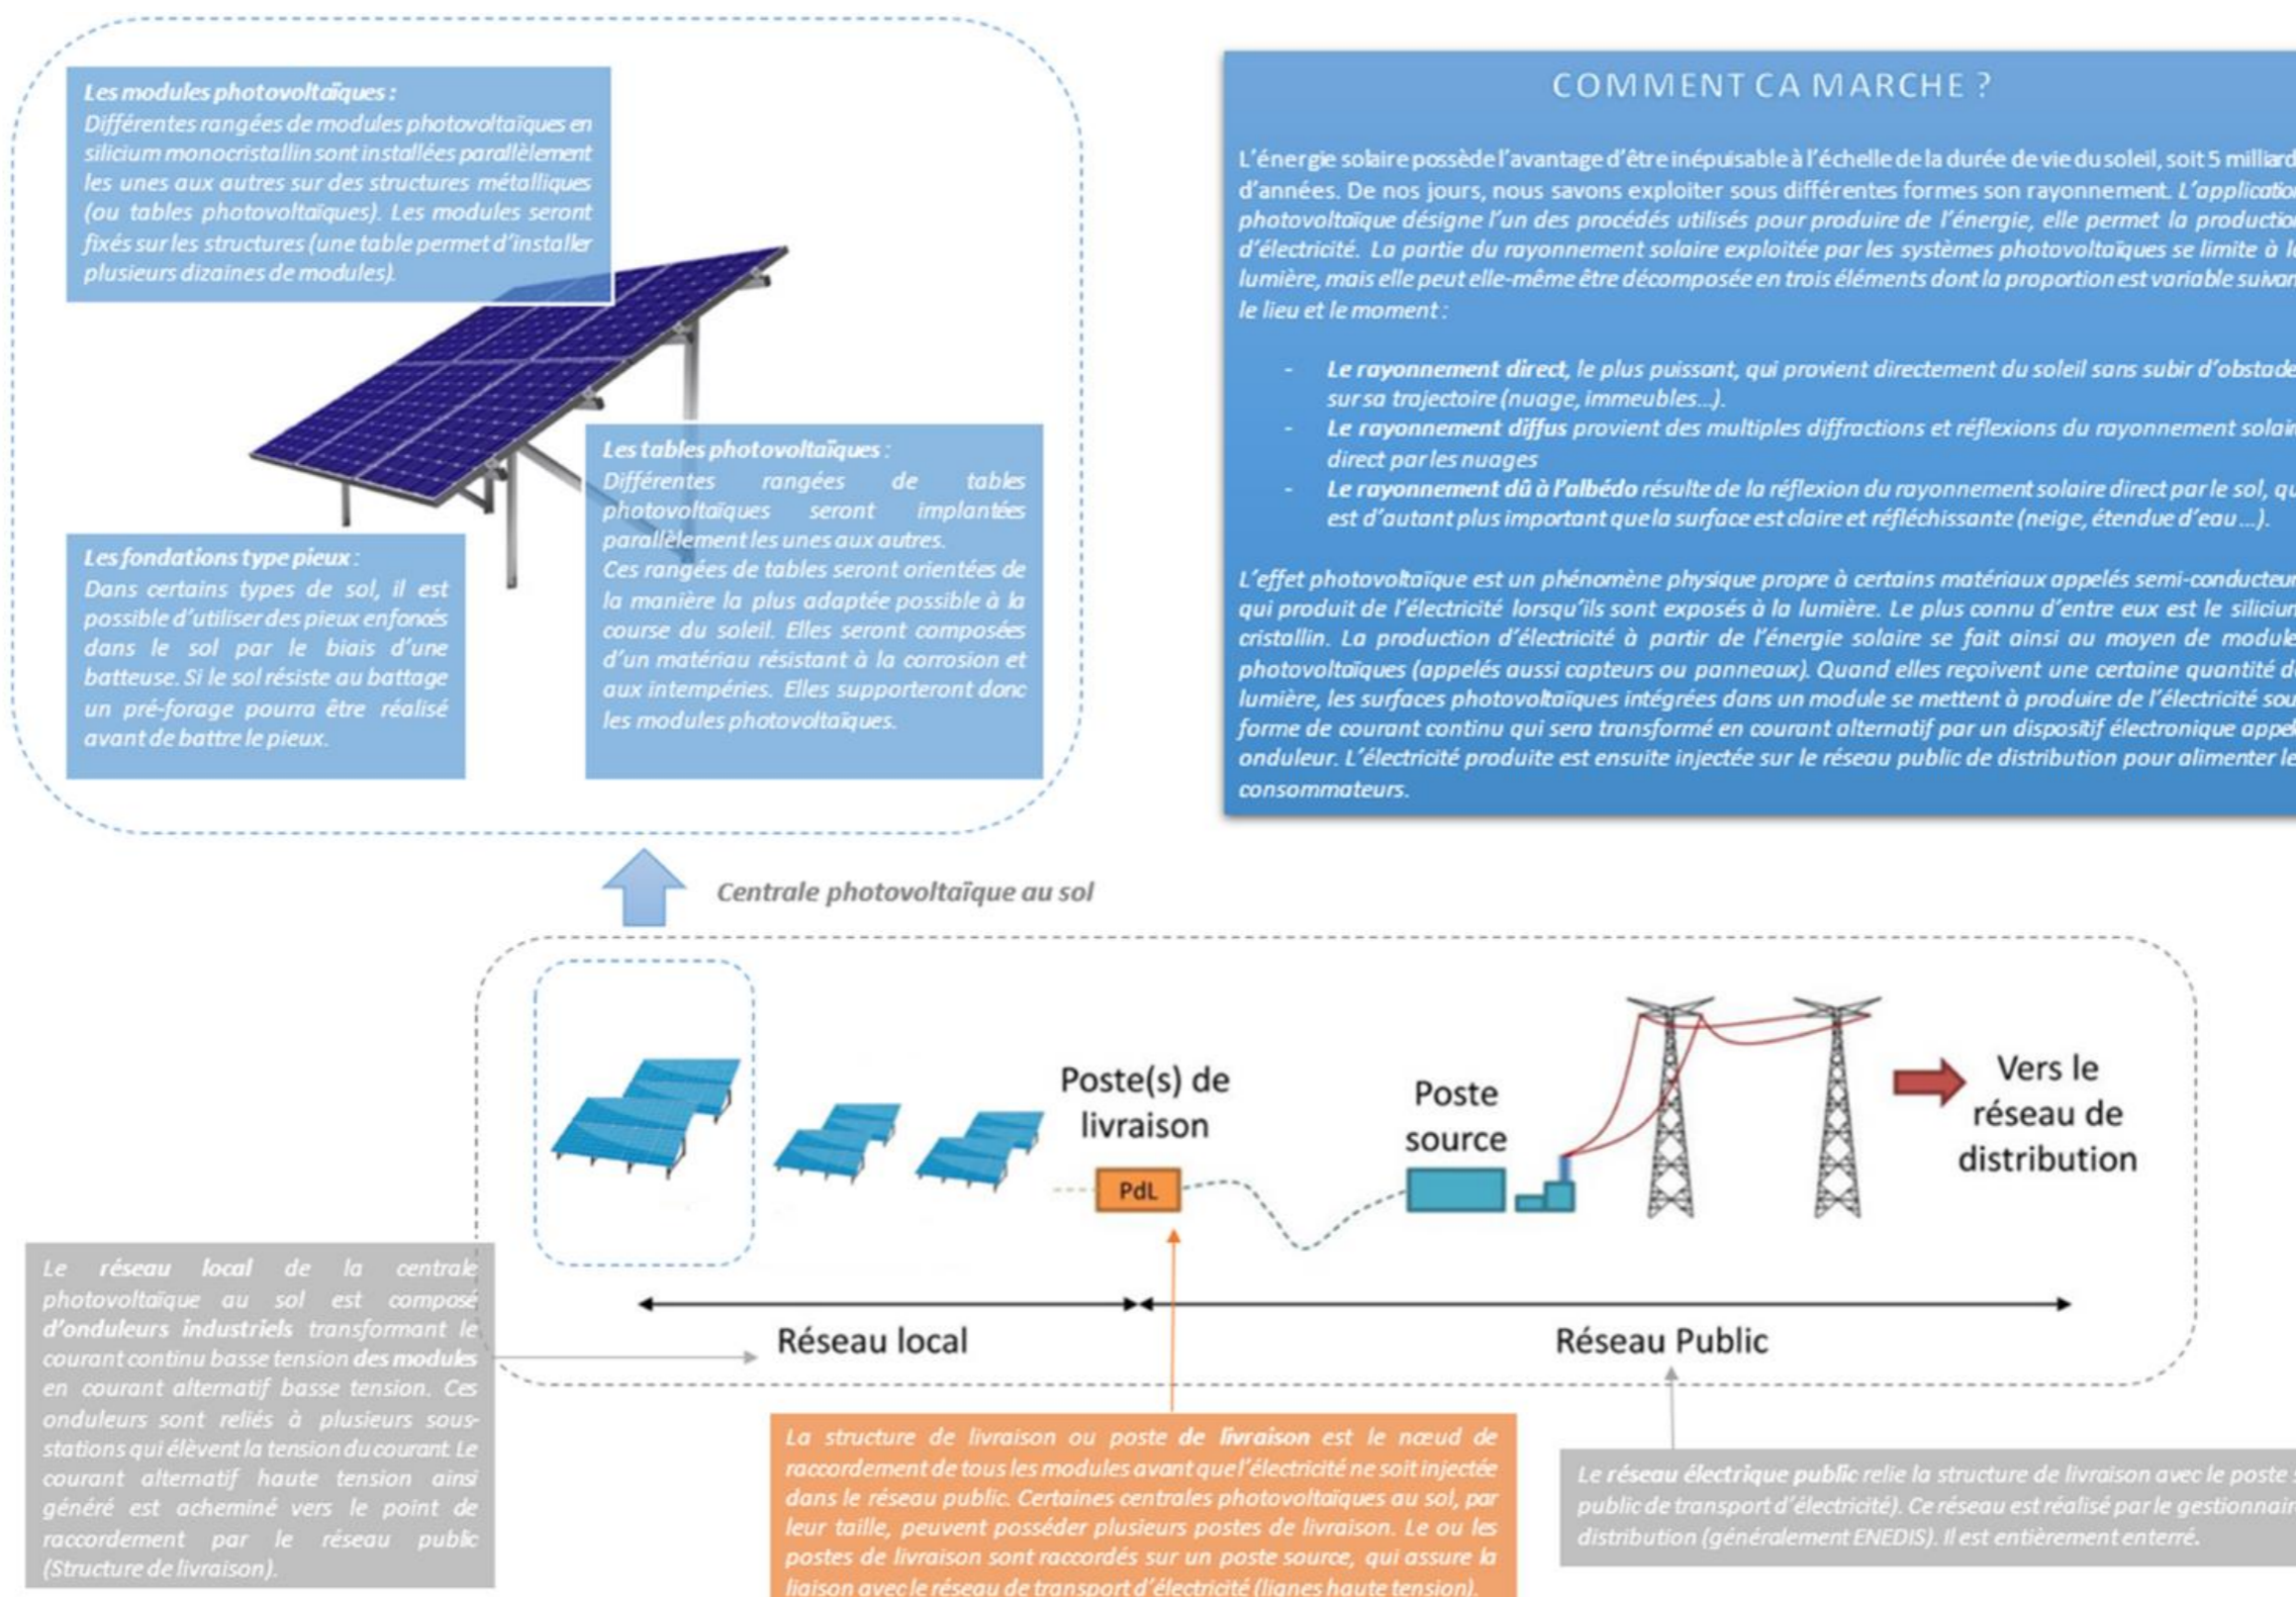 Les modules photovoltaïques :
Différentes rangées de modules photovoltaïques en
silicium monocristallin sont installées parallèlement
les unes aux autres sur des structures métalliques
(ou tables photovoltaïques). Les modules seront
fixés sur les structures (une table permet d'installer
plusieurs dizaines de modules).
Les tables photovoltaïques :
Différentes rangées de tables
photovoltaïques seront implantées
parallèlement les unes aux autres.
Ces rangées de tables seront orientées de
la manière la plus adaptée possible à la
course du soleil. Elles seront composées
d'un matériau résistant à la corrosion et
aux intempéries. Elles supporteront donc
les modules photovoltaïques.
Les fondations type pieux :
Dans certains types de sol, il est
possible d'utiliser des pieux enfoncés
dans le sol par le biais d'une
batteuse. Si le sol résiste au battage
un pré-forage pourra être réalisé
avant de battre le pieux.
COMMENT CA MARCHE ?
L'énergie solaire possède l'avantage d'être inépuisable à l'échelle de la durée de vie du soleil, soit 5 milliard
d'années. De nos jours, nous savons exploiter sous différentes formes son rayonnement. L'application
photovoltaïque désigne l'un des procédés utilisés pour produire de l'énergie, elle permet la production
d'électricité. La partie du rayonnement solaire exploitée par les systèmes photovoltaïques se limite à
lumière, mais elle peut elle-même être décomposée en trois éléments dont la proportion est variable suivan
le lieu et le moment :
- Le rayonnement direct, le plus puissant, qui provient directement du soleil sans subir d'obstacle
sur sa trajectoire (nuage, immeubles...).
- Le rayonnement diffus provient des multiples diffractions et réflexions du rayonnement solair
direct par les nuages
- Le rayonnement dû à l'albédo résulte de la réflexion du rayonnement solaire direct par le sol, qu
est d'autant plus important que la surface est claire et réfléchissante (neige, étendue d'eau ...).
L'effet photovoltaïque est un phénomène physique propre à certains matériaux appelés semi-conducteur
qui produit de l'électricité lorsqu'ils sont exposés à la lumière. Le plus connu d'entre eux est le silicium
cristallin. La production d'électricité à partir de l'énergie solaire se fait ainsi au moyen de module
photovoltaïques (appelés aussi capteurs ou panneaux). Quand elles reçoivent une certaine quantité d
lumière, les surfaces photovoltaïques intégrées dans un module se mettent à produire de l'électricité sou
forme de courant continu qui sera transformé en courant alternatif par un dispositif électronique appel
onduleur. L'électricité produite est ensuite injectée sur le réseau public de distribution pour alimenter le
consommateurs.
Centrale photovoltaïque au sol
Poste(s) de
livraison
PdL
Poste
source
Vers le
réseau de
distribution
Réseau local
Réseau Public
Le réseau local de la centrale
photovoltaïque au sol est composé
d'onduleurs industriels transformant le
courant continu basse tension des modules
en courant alternatif basse tension. Ces
onduleurs sont reliés à plusieurs sous-
stations qui élèvent la tension du courant. Le
courant alternatif haute tension ainsi
généré est acheminé vers le point de
raccordement par le réseau public
(Structure de livraison).
La structure de livraison ou poste de livraison est le nœud de
raccordement de tous les modules avant que l'électricité ne soit injectée
dans le réseau public. Certaines centrales photovoltaïques au sol, par
leur taille, peuvent posséder plusieurs postes de livraison. Le ou les
postes de livraison sont raccordés sur un poste source, qui assure la
liaison avec le réseau de transport d'électricité (lignes haute tension).
Le réseau électrique public relie la structure de livraison avec le poste
public de transport d'électricité). Ce réseau est réalisé par le gestionnair
distribution (généralement ENEDIS). Il est entièrement enterré.